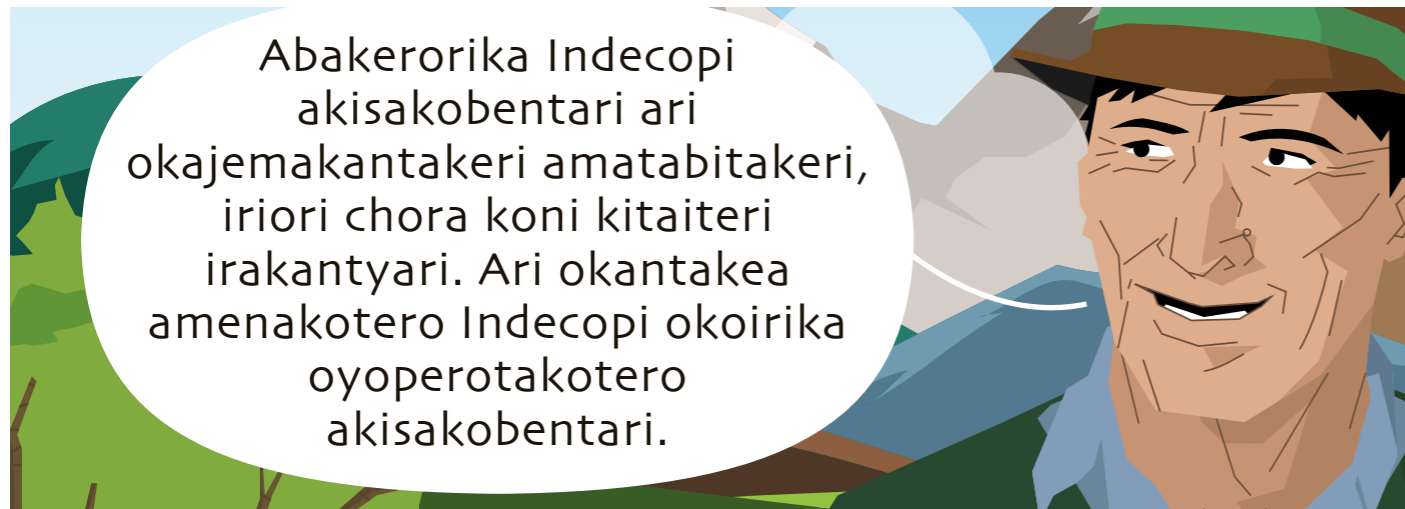 Abakerorika Indecopi
akisakobentari ari
okajemakantakeri amatabitakeri,
iriori chora koni kitaiteri
irakantyari. Ari okantakea
amenakotero Indecopi okoirika
oyoperotakotero
akisakobentari.